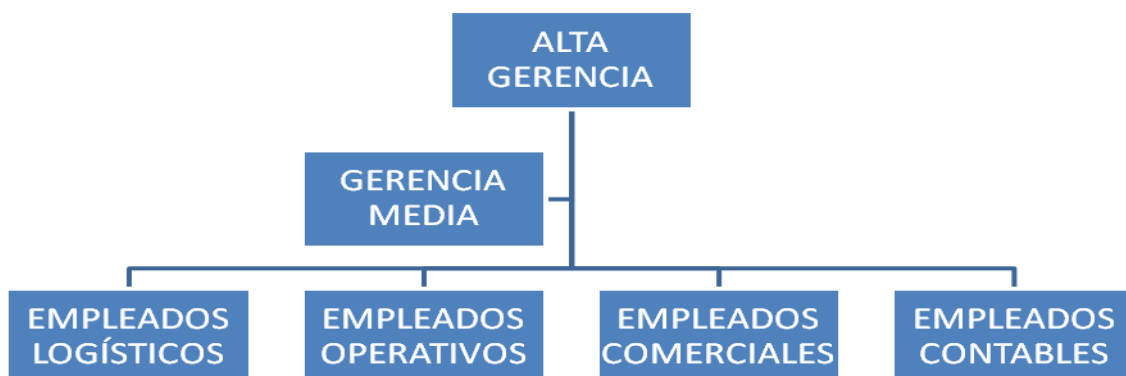 ALTA
GERENCIA
GERENCIA
MEDIA
EMPLEADOS
LOGÍSTICOS
EMPLEADOS
OPERATIVOS
EMPLEADOS
COMERCIALES
EMPLEADOS
CONTABLES